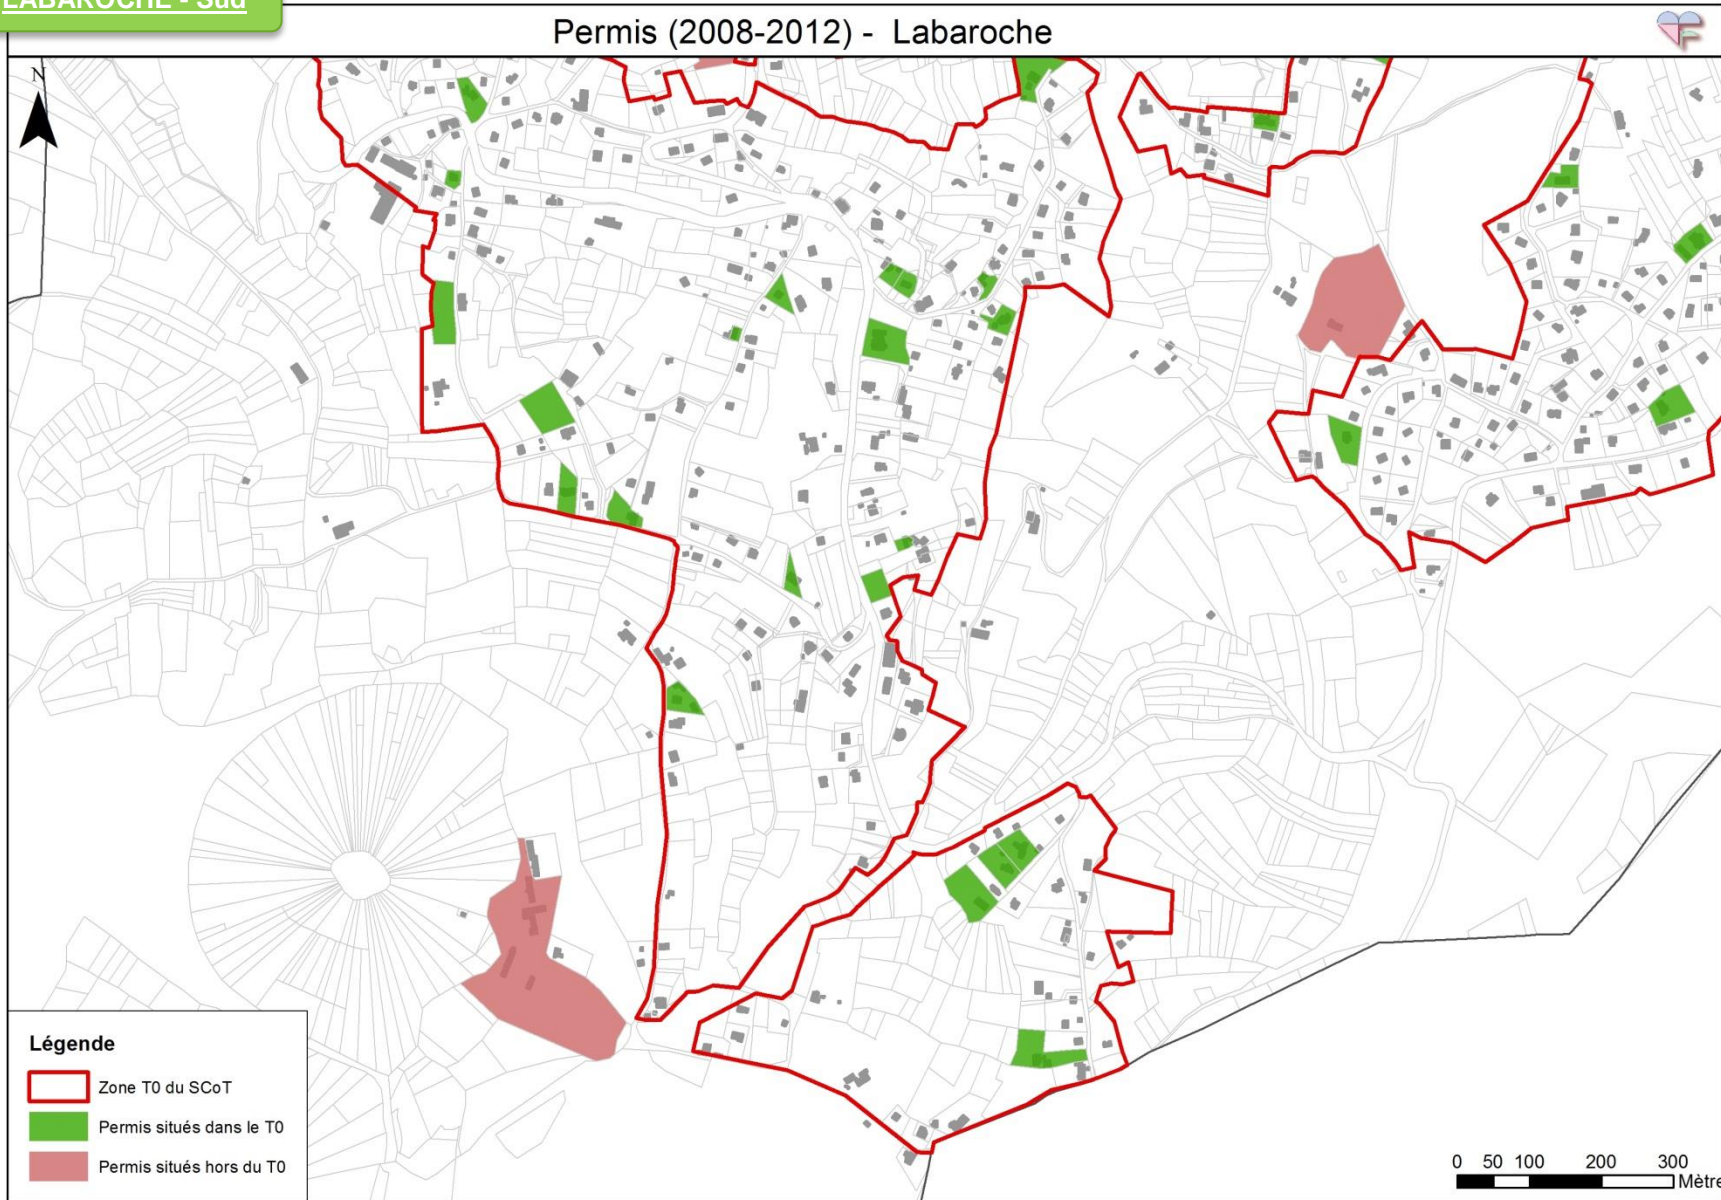 LABAROCHE - Sud
Permis (2008-2012) - Labaroche
N
Légende
Zone T0 du SCoT
Permis situés dans le T0
Permis situés hors du T0
0 50 100 200 300
Mètre